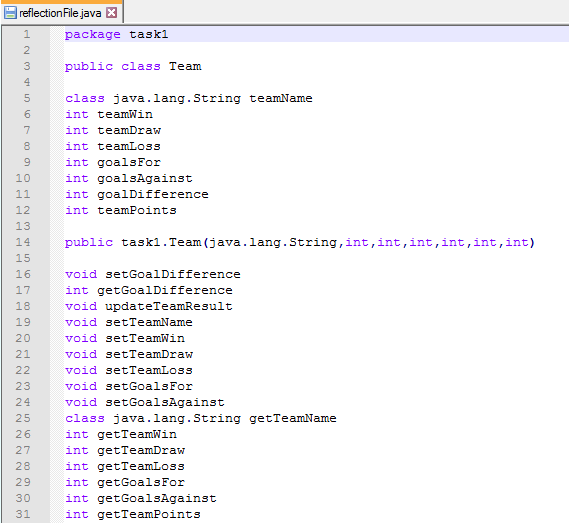 reflectionFile.java
1 package task1
2
3 public class Team
4
5 class java.lang.String teamName
6 int teamWin
7 int teamDraw
8 int teamLoss
9 int goalsFor
10 int goalsAgainst
11 int goalDifference
12 int teamPoints
13
14 public task1.Team(java.lang.String,int,int,int,int,int,int)
15
16 void setGoalDifference
17 int getGoalDifference
18 void updateTeamResult
19 void setTeamName
20 void setTeamWin
21 void setTeamDraw
22 void setTeamLoss
23 void setGoalsFor
24 void setGoalsAgainst
25 class java.lang.String getTeamName
26 int getTeamWin
27 int getTeamDraw
28 int getTeamLoss
29 int getGoalsFor
30 int getGoalsAgainst
31 int getTeamPoints